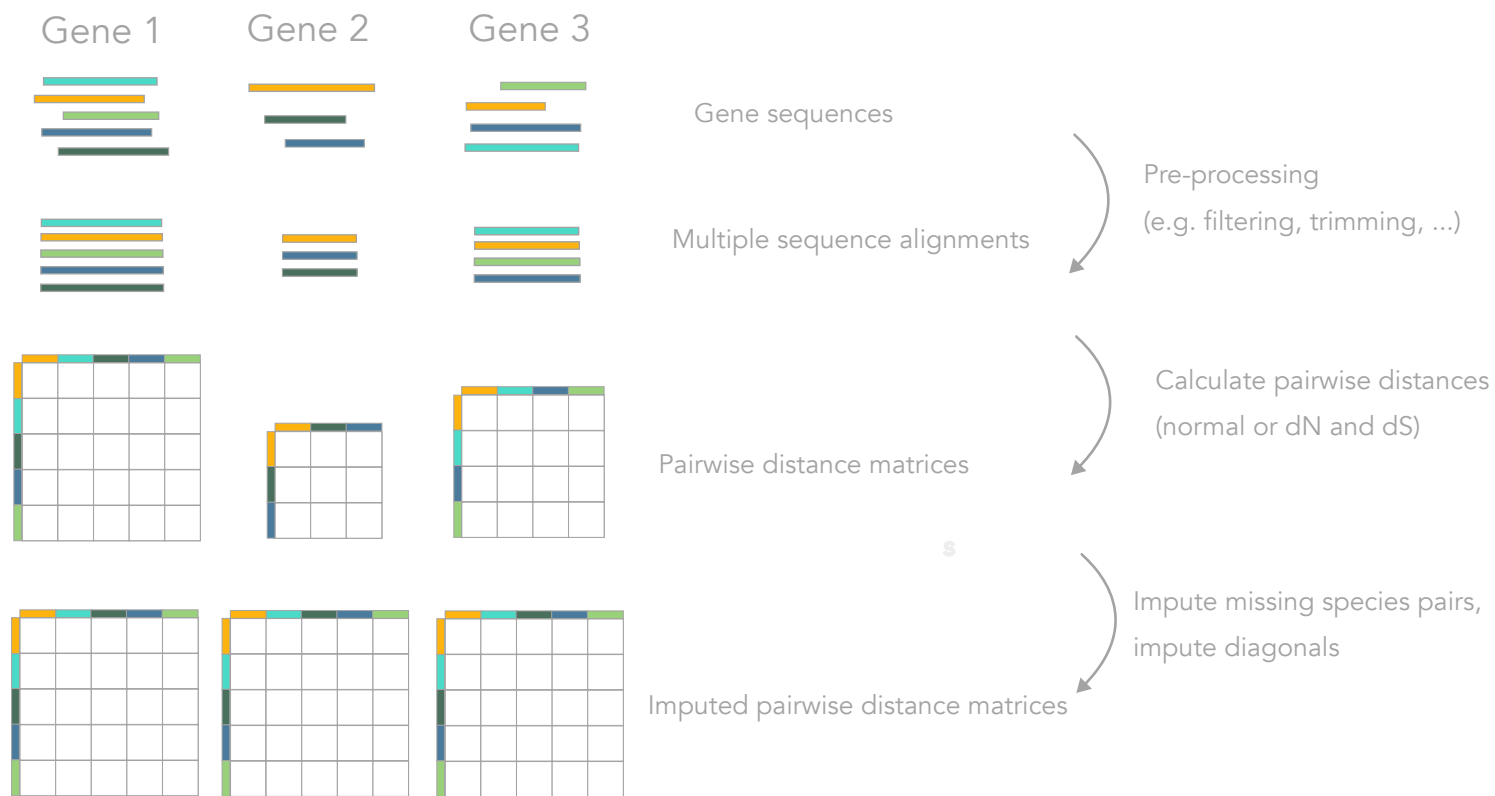 Gene 1
Gene 2
Gene 3
Gene sequences
Pre-processing
(e.g. filtering, trimming, ...)
Multiple sequence alignments
Calculate pairwise distances
(normal or dN and dS)
Pairwise distance matrices
s
Impute missing species pairs,
impute diagonals
Imputed pairwise distance matrices